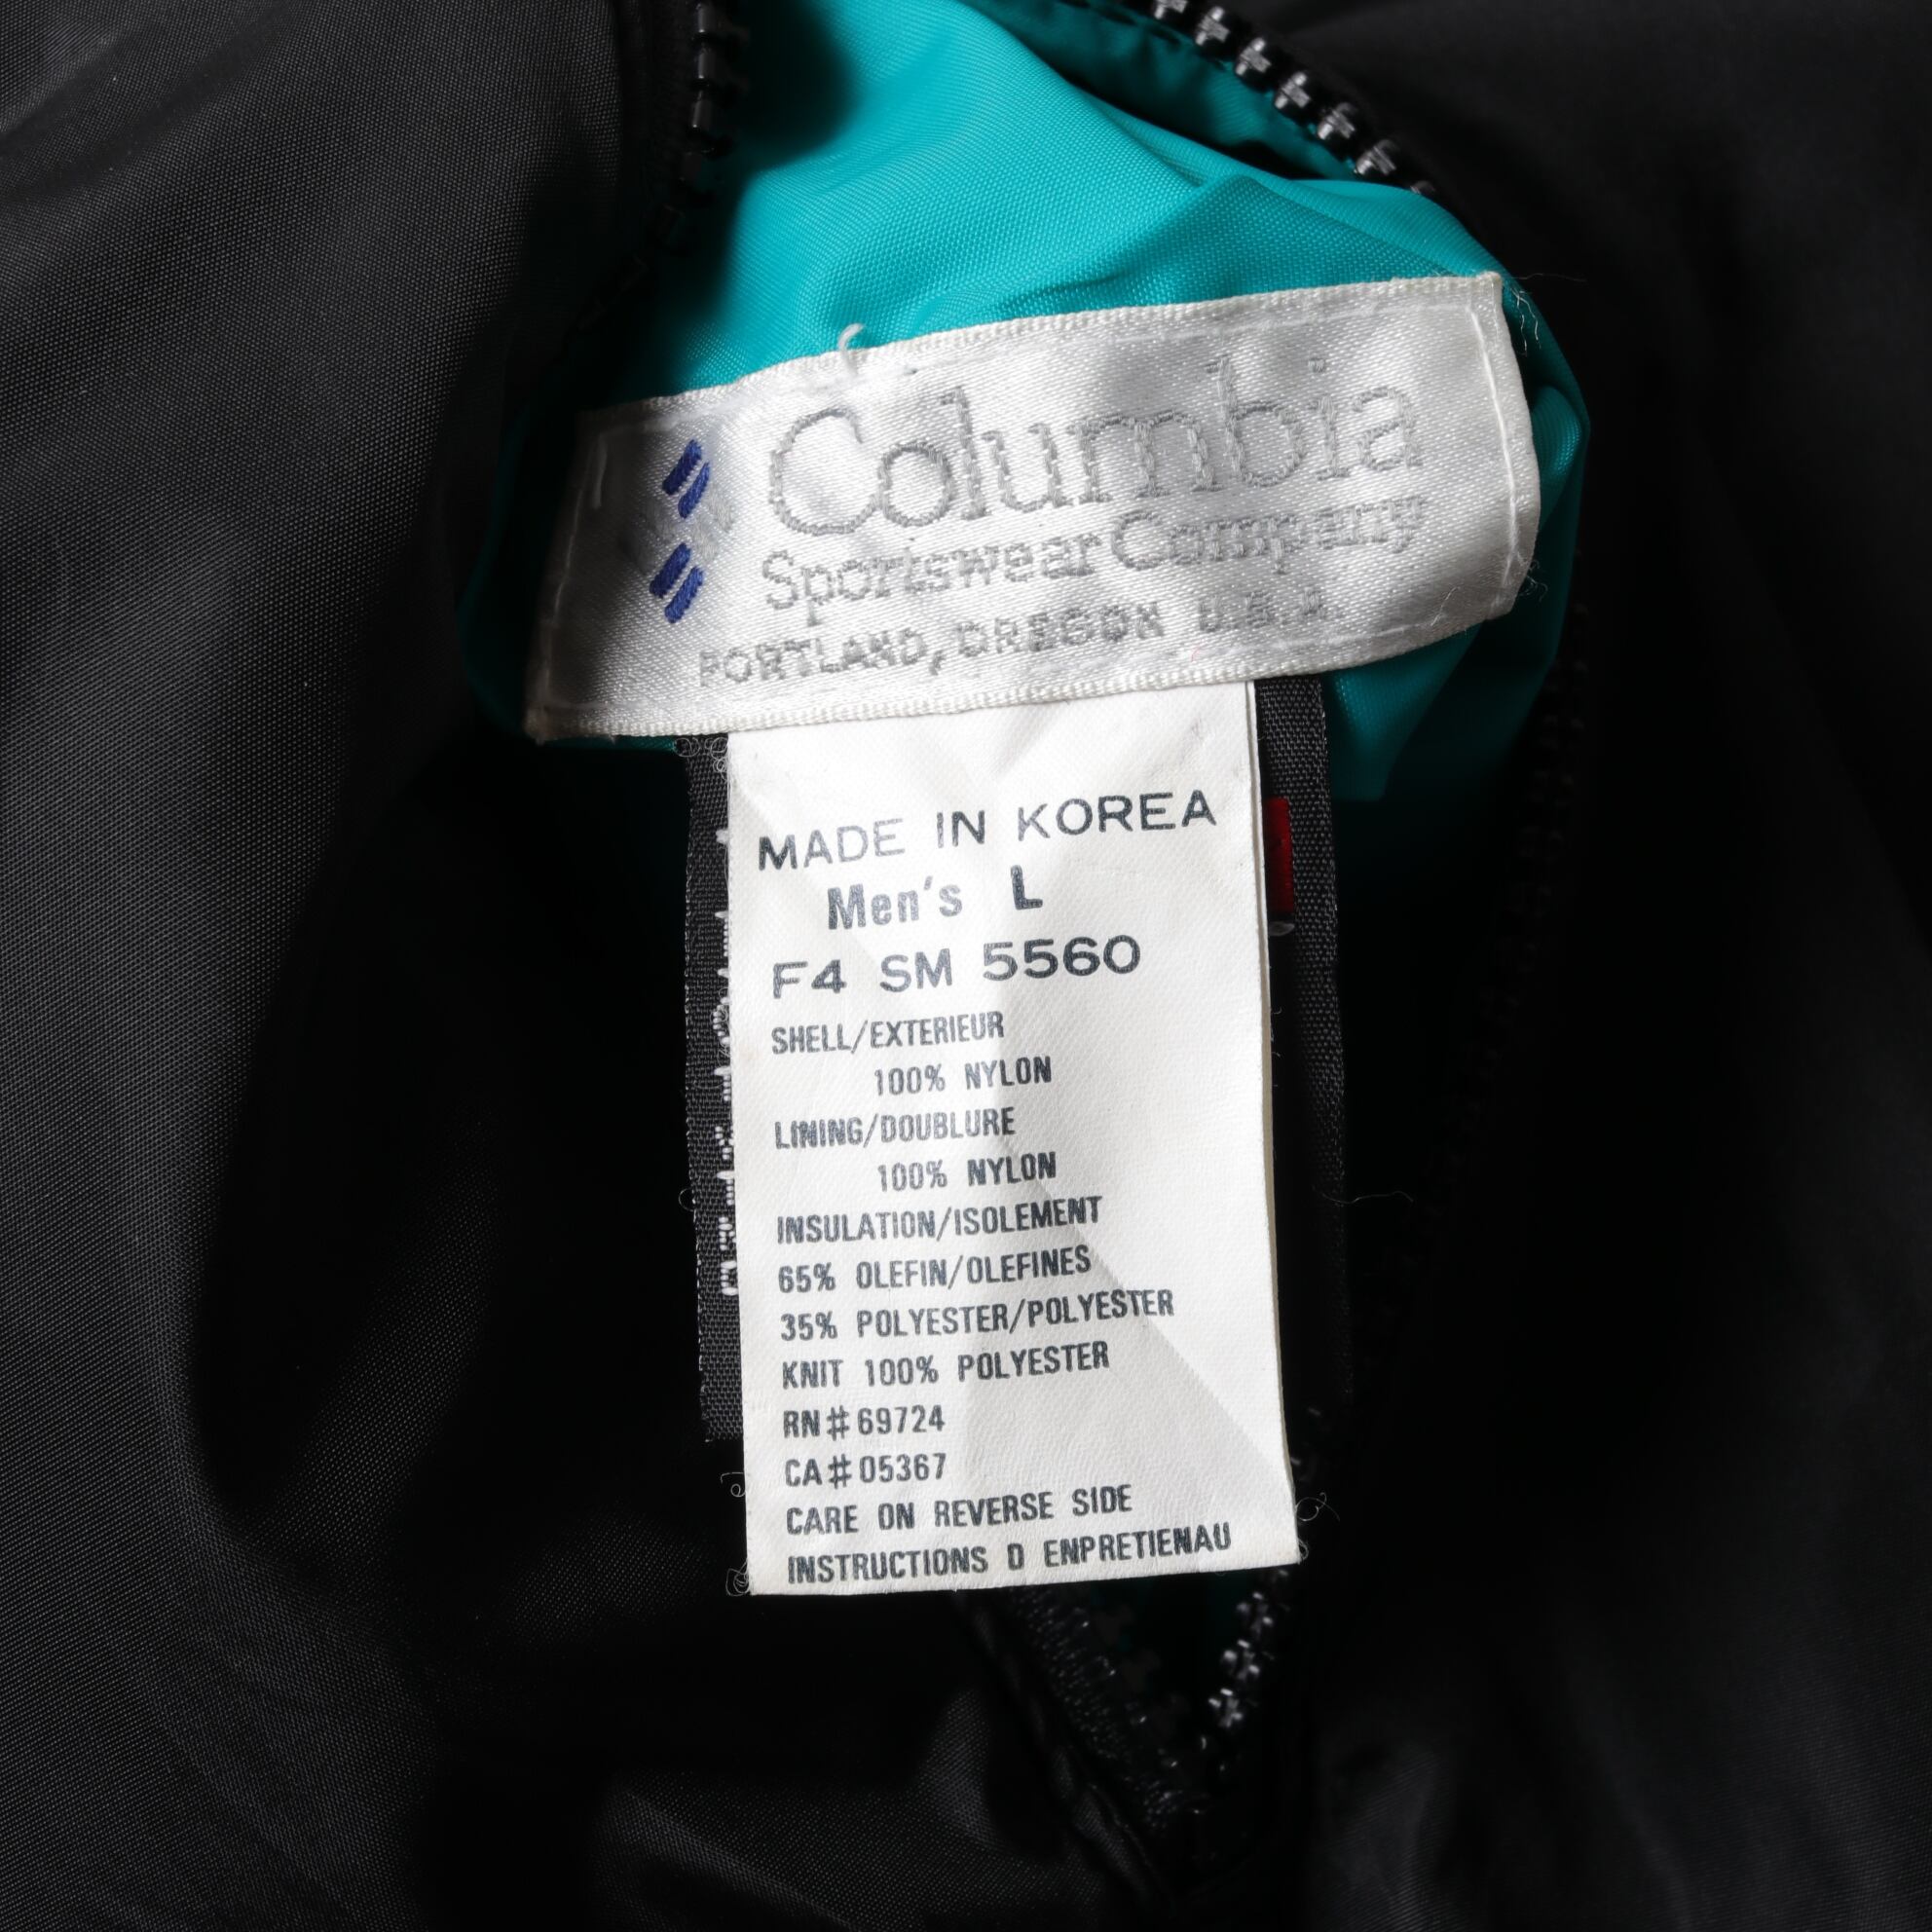 Columbia
Sportswear Company
PORTLAND, OREGON U.S.A.
MADE IN KOREA
Men's L
F4 SM 5560
SHELL/EXTERIEUR
100% NYLON
LINING/DOUBLURE
100% NYLON
INSULATION/ISOLEMENT
65% OLEFIN/OLEFINES
35% POLYESTER/POLYESTER
KNIT 100% POLYESTER
RN#69724
CA#05367
CARE ON REVERSE SIDE
INSTRUCTIONS D ENPRETIENAU